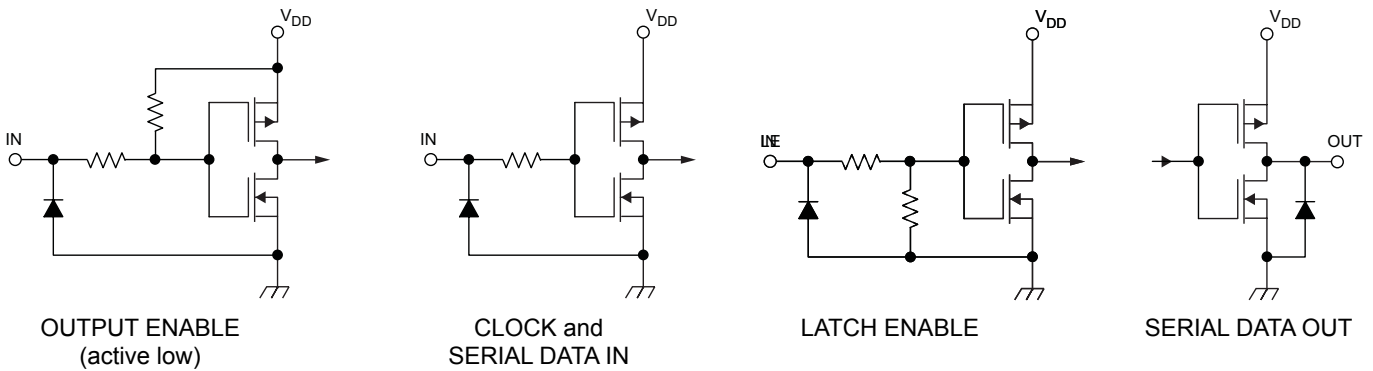 VDD
IN
OUTPUT ENABLE
(active low)
VDD
IN
CLOCK and
SERIAL DATA IN
VDD
LATCH ENABLE
VDD
OUT
SERIAL DATA OUT